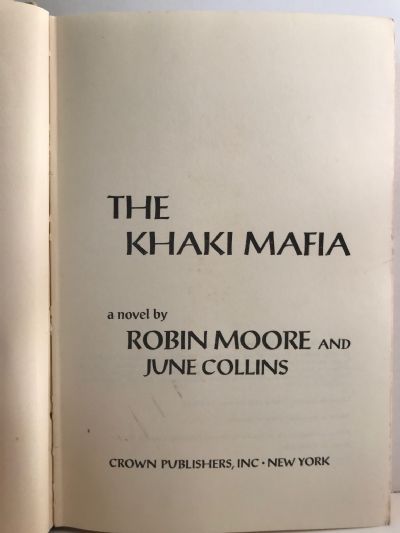 THE
KHAKI MAFIA
a novel by
ROBIN MOORE AND
JUNE COLLINS
CROWN PUBLISHERS, INC • NEW YORK